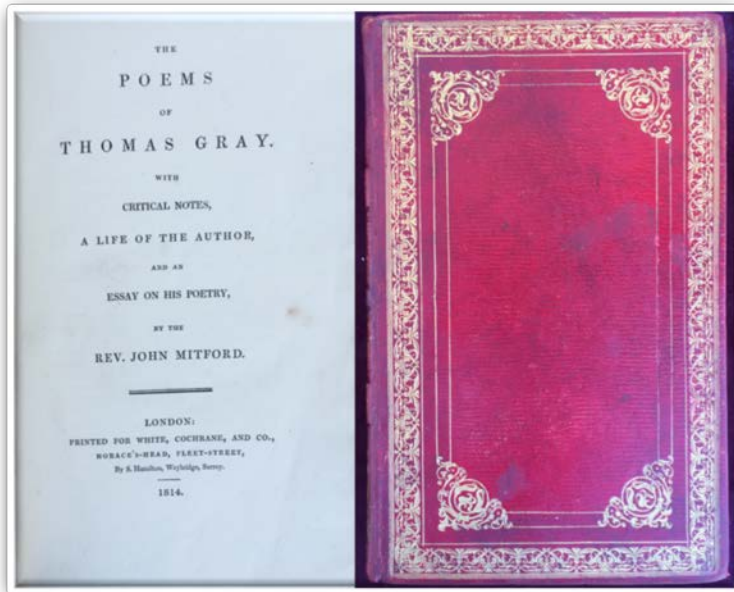 THE
POEMS
OF
THOMAS GRAY.
WITH
CRITICAL NOTES,
A LIFE OF THE AUTHOR,
AND AN
ESSAY ON HIS POETRY,
BY THE
REV. JOHN MITFORD.
LONDON:
PRINTED FOR WHITE, COCHRANE, AND CO.,
HORACE'S-HEAD, FLEET-STREET,
By S. Hamilton, Weybridge, Surrey.
1814.